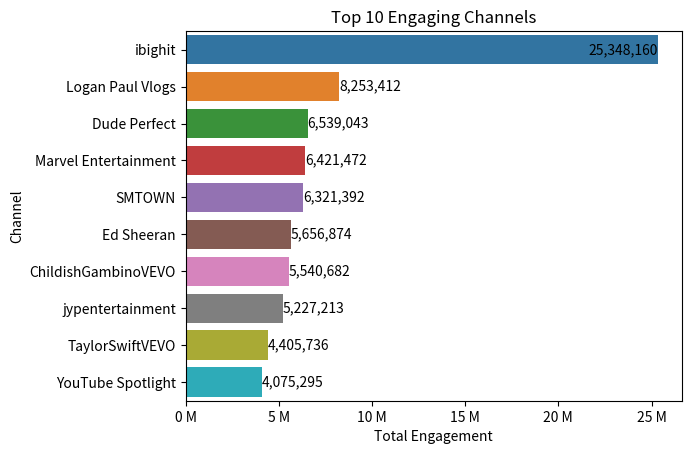 Top 10 Engaging Channels
Channel
ibighit 25,348,160
Logan Paul Vlogs 8,253,412
Dude Perfect 6,539,043
Marvel Entertainment 6,421,472
SMTOWN 6,321,392
Ed Sheeran 5,656,874
ChildishGambinoVEVO 5,540,682
jypentertainment 5,227,213
TaylorSwiftVEVO 4,405,736
YouTube Spotlight 4,075,295
0 M 5 M 10 M 15 M 20 M 25 M
Total Engagement